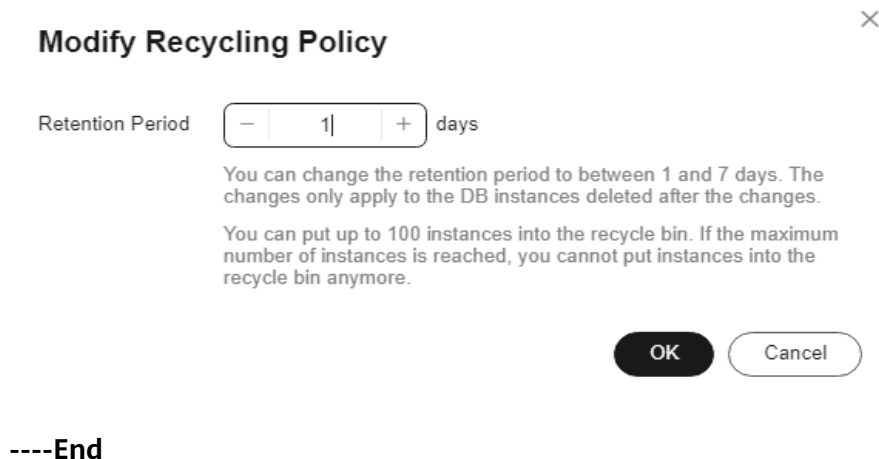 Modify Recycling Policy
Retention Period − 1 + days
You can change the retention period to between 1 and 7 days. The
changes only apply to the DB instances deleted after the changes.
You can put up to 100 instances into the recycle bin. If the maximum
number of instances is reached, you cannot put instances into the
recycle bin anymore.
OK Cancel
----End